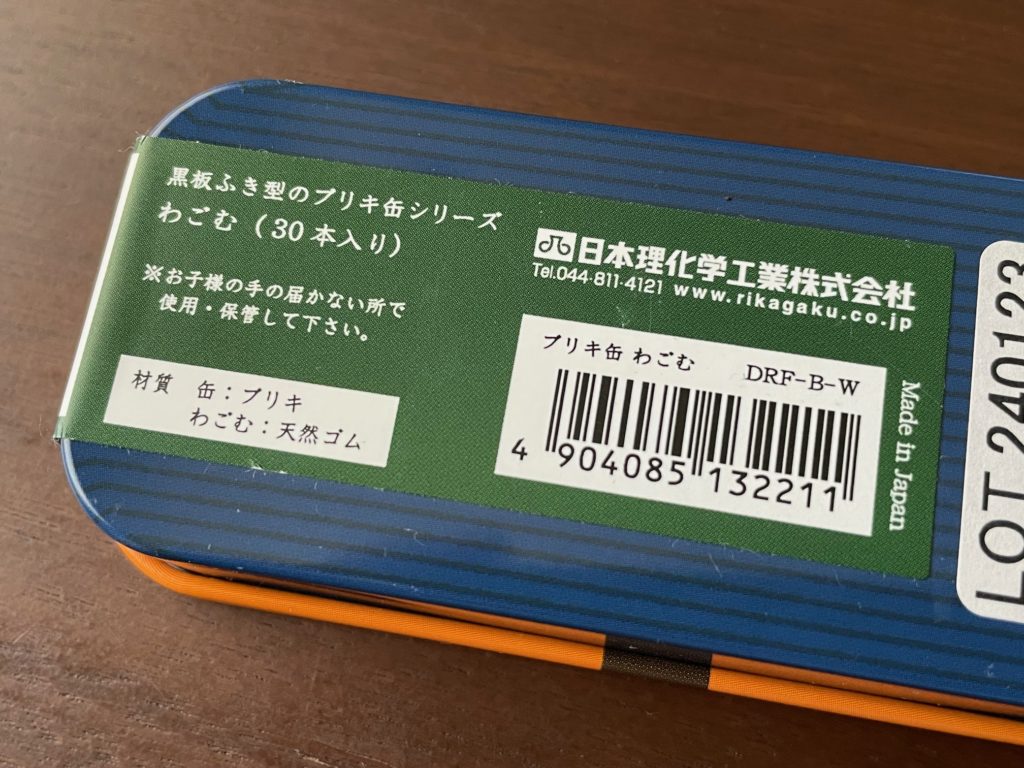 黒板ふき型のブリキ缶シリーズ
わごむ（30本入り）
※お子様の手の届かない所で
使用・保管して下さい。
材質　缶：ブリキ
わごむ：天然ゴム
日本理化学工業株式会社
Tel.044-811-4121 www.rikagaku.co.jp
ブリキ缶 わごむ DRF-B-W
4 904085 132211
Made in Japan
LOT 240123